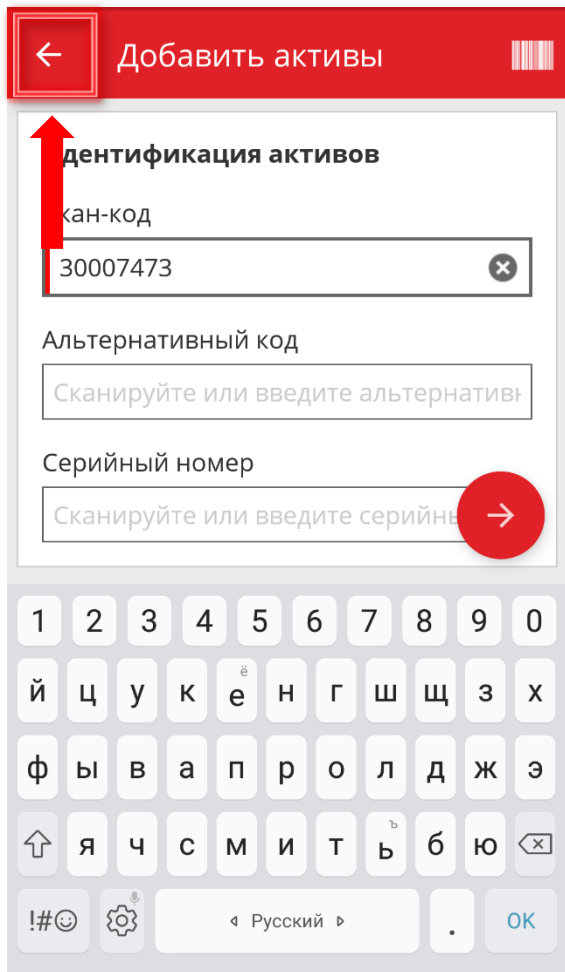 Добавить активы
дентификация активов
кан-код
30007473
Альтернативный код
Сканируйте или введите альтернативн
Серийный номер
Сканируйте или введите серийны
1 2 3 4 5 6 7 8 9 0
ё
й ц у к е н г ш щ з х
ф ы в а п р о л д ж э
ъ
я ч с м и т ь б ю
!#☺ Русский . OK